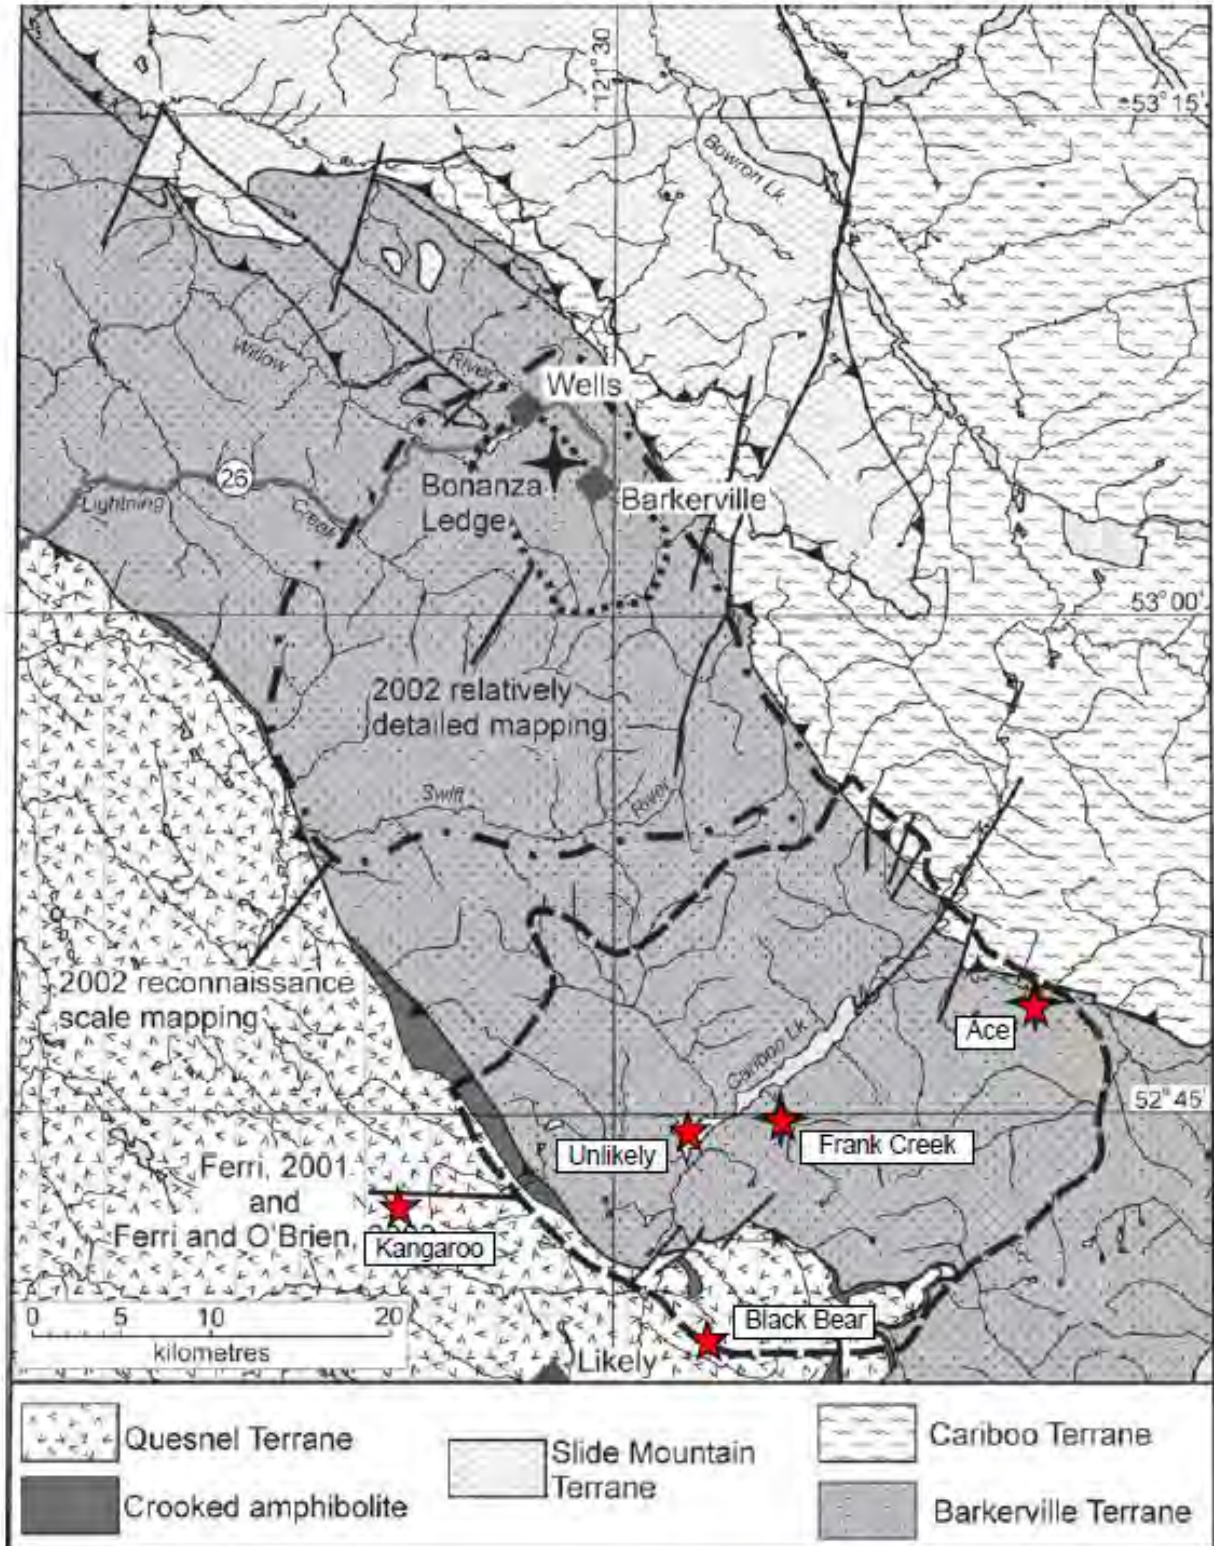 121° 30'
53° 15'
Bowron Lk
Willow
River
Wells
26
Bonanza
Ledge
Barkerville
Lightning
Creek
53° 00'
2002 relatively
detailed mapping
Swift
River
2002 reconnaissance
scale mapping
Ace
Cariboo Lk
52° 45'
Unlikely
Frank Creek
Ferri, 2001
and
Ferri and O'Brien,
Kangaroo
0 5 10 20
kilometres
Black Bear
Likely
Quesnel Terrane
Crooked amphibolite
Slide Mountain
Terrane
Cariboo Terrane
Barkerville Terrane